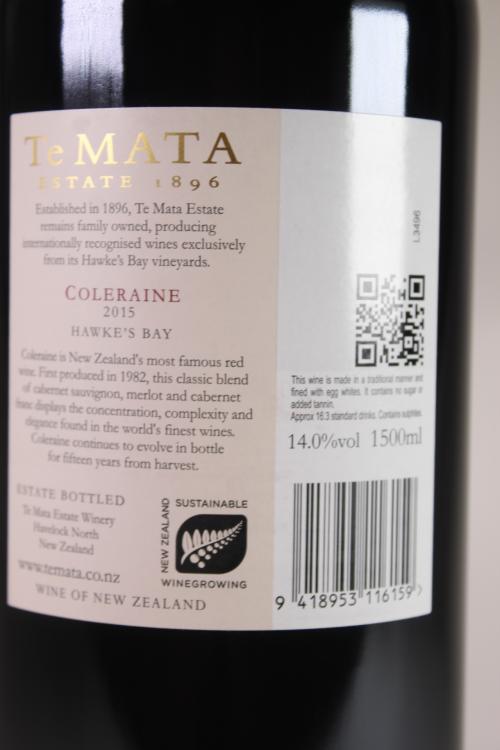 Te MATA
ESTATE 1896
Established in 1896, Te Mata Estate
remains family owned, producing
internationally recognised wines exclusively
from its Hawke's Bay vineyards.
COLERAINE
2015
HAWKE'S BAY
Coleraine is New Zealand's most famous red
wine. First produced in 1982, this classic blend
of cabernet sauvignon, merlot and cabernet
franc displays the concentration, complexity and
elegance found in the world's finest wines.
Coleraine continues to evolve in bottle
for fifteen years from harvest.
ESTATE BOTTLED
Te Mata Estate Winery
Havelock North
New Zealand
www.temata.co.nz
WINE OF NEW ZEALAND
NEW ZEALAND
SUSTAINABLE
WINEGROWING
L3496
This wine is made in a traditional manner and
fined with egg whites. It contains no sugar or
added tannin.
Approx 16.3 standard drinks. Contains sulphites.
14.0%vol 1500ml
9 418953 116159 >